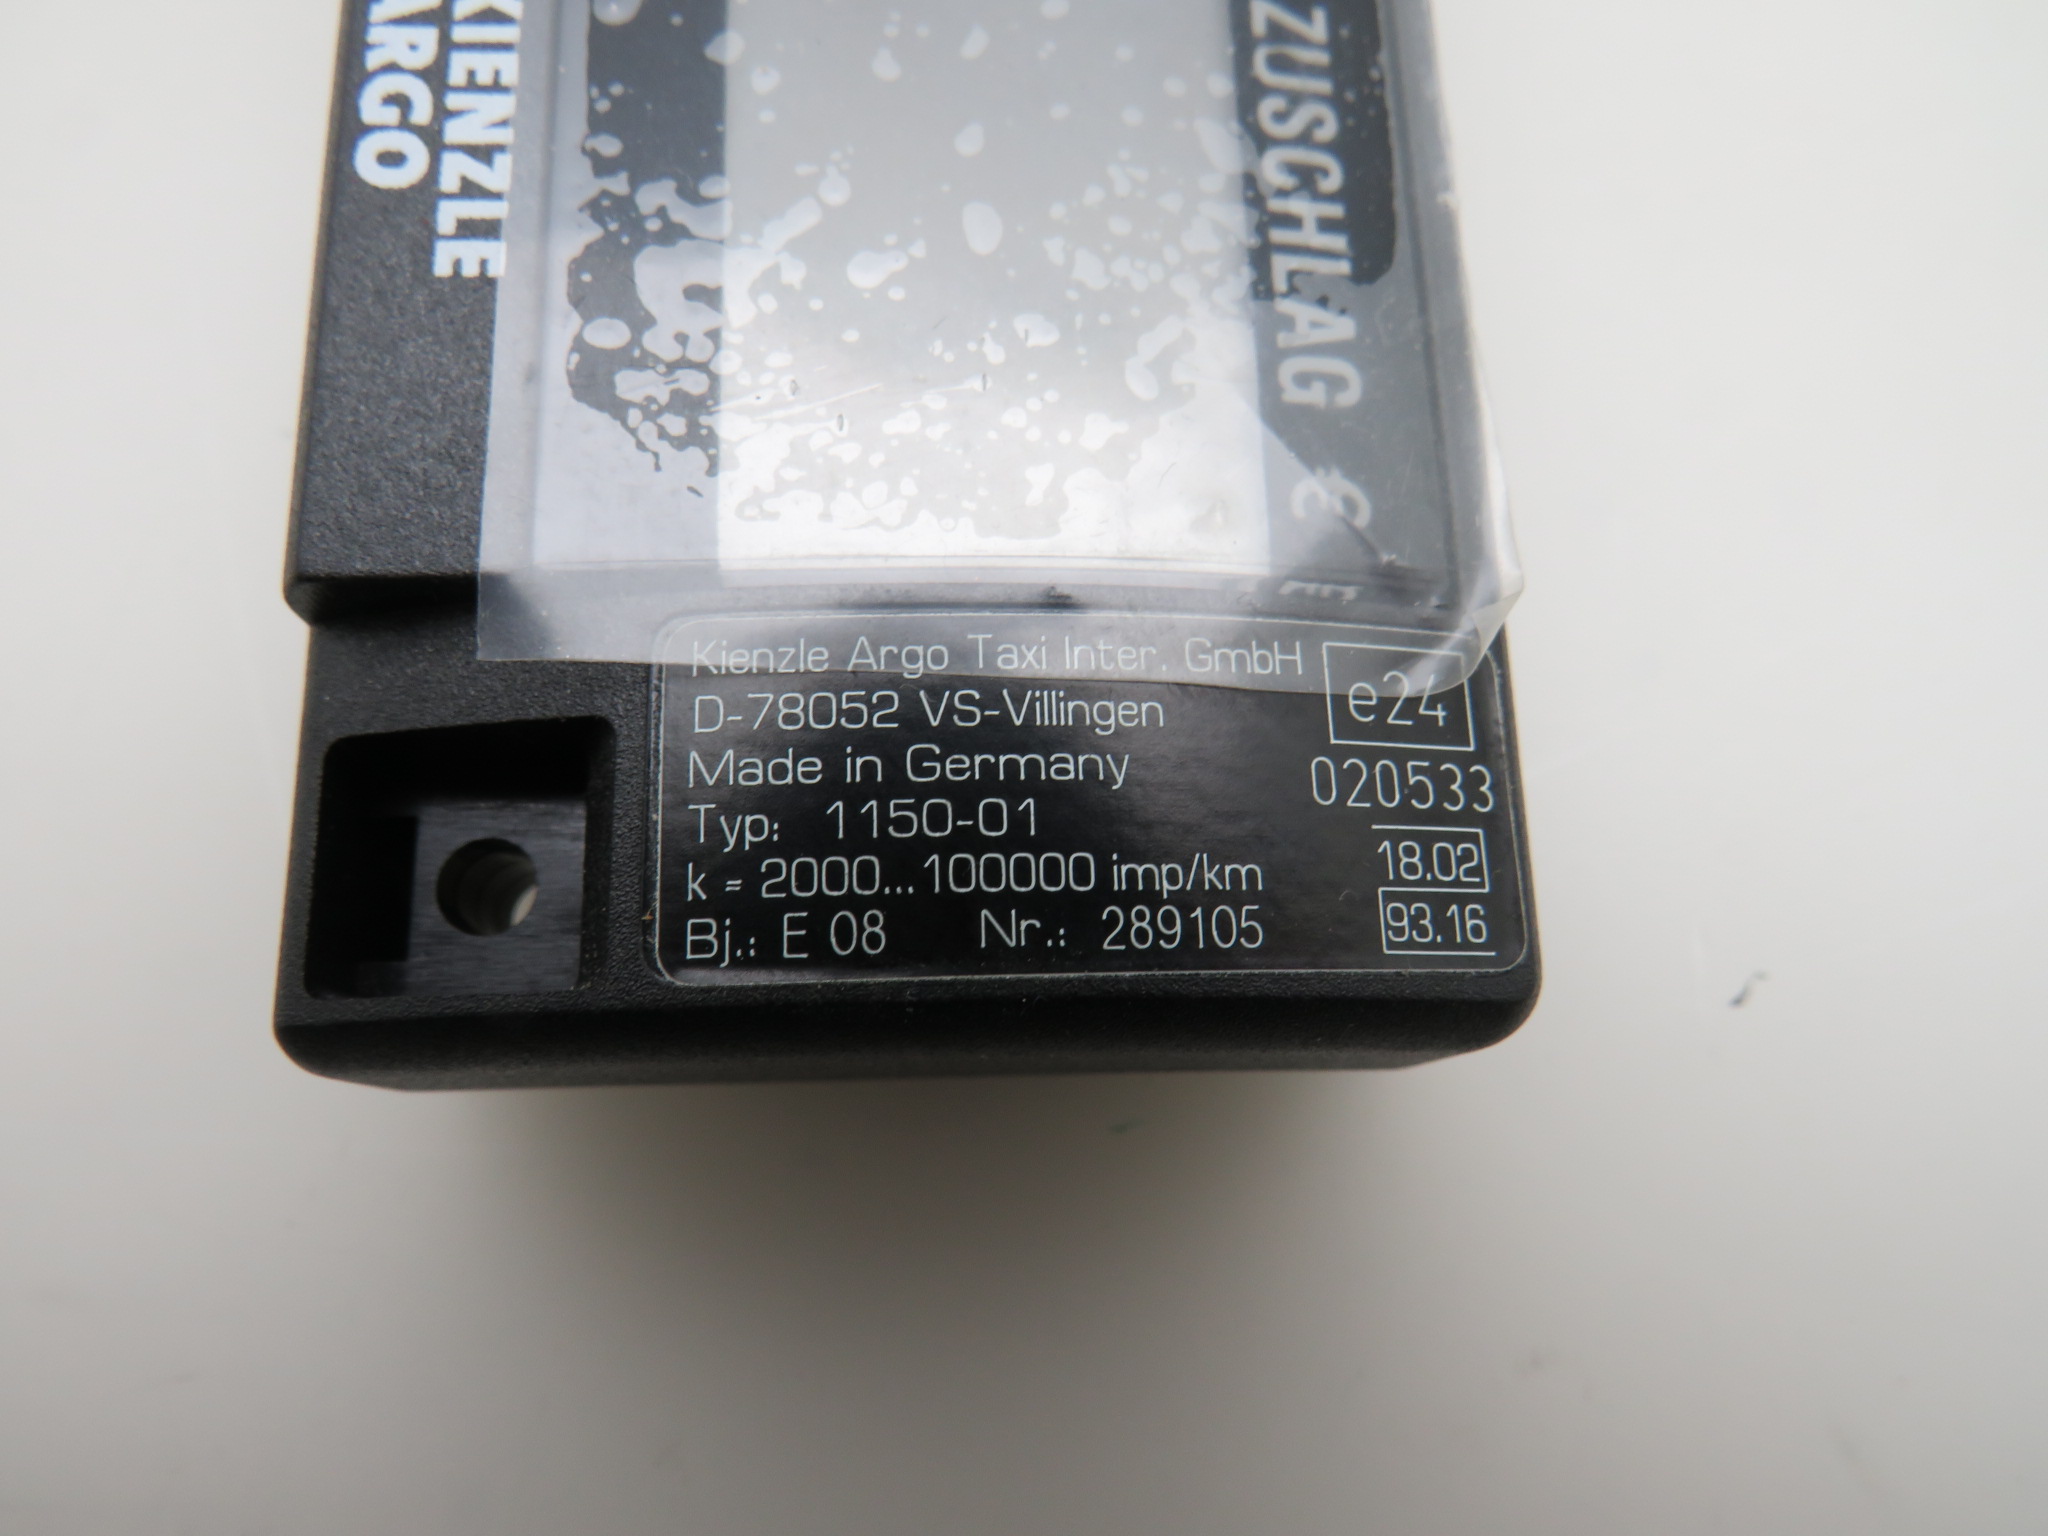 KIENZLE
ARGO
ZUSCHLAG €
Kienzle Argo Taxi Inter. GmbH
D-78052 VS-Villingen
Made in Germany
Typ: 1150-01
k = 2000...100000 imp/km
Bj.: E 08 Nr.: 289105
e24
020533
18.02
93.16